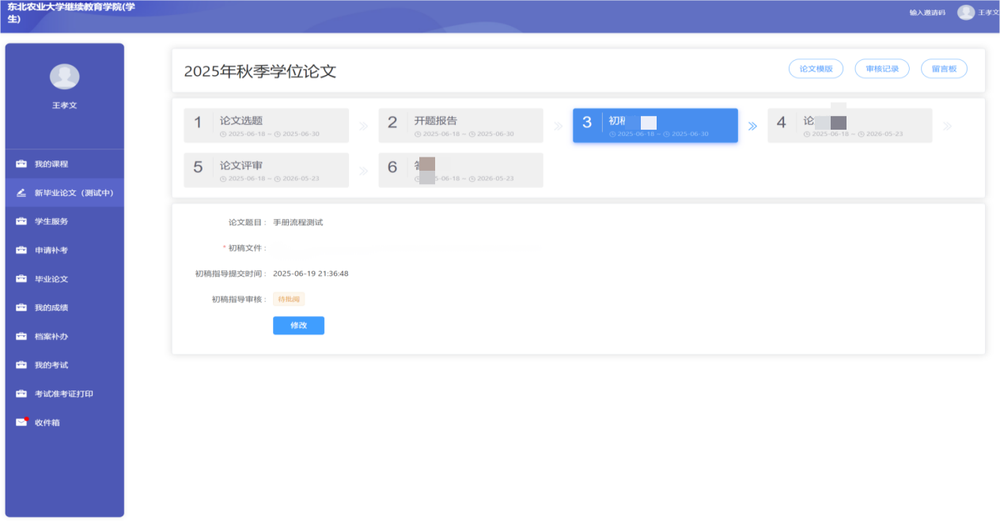 东北农业大学继续教育学院(学
生)
输入邀请码
王孝文
王孝文
我的课程
新毕业论文（测试中）
学生服务
申请补考
毕业论文
我的成绩
档案补办
我的考试
考试准考证打印
收件箱
2025年秋季学位论文
论文模版
审核记录
留言板
1 论文选题
2025-06-18 ~ 2025-06-30
2 开题报告
2025-06-18 ~ 2025-06-30
3 初
2025-06-18 ~ 2025-06-30
4 论
2025-06-18 ~ 2026-05-23
5 论文评审
2025-06-18 ~ 2026-05-23
6
5-06-18 ~ 2026-05-23
论文题目： 手册流程测试
* 初稿文件：
初稿指导提交时间： 2025-06-19 21:36:48
初稿指导审核： 待批阅
修改